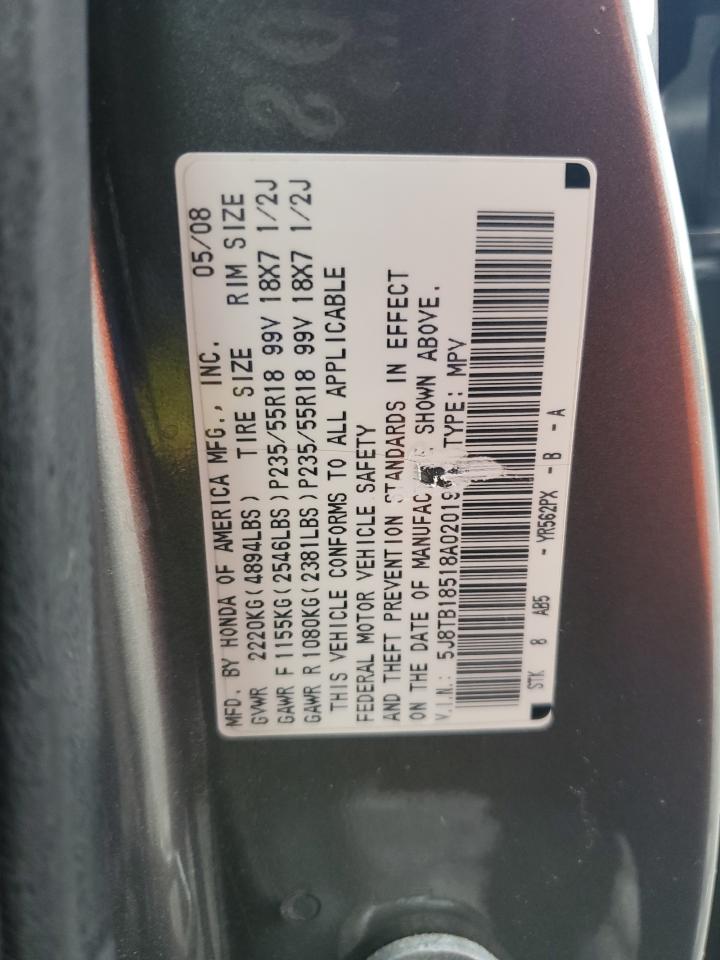 MFD. BY HONDA OF AMERICA MFG., INC. 05/08
GVWR 2220KG(4894LBS) TIRE SIZE RIM SIZE
GAWR F 1155KG(2546LBS)P235/55R18 99V 18X7 1/2J
GAWR R 1080KG(2381LBS)P235/55R18 99V 18X7 1/2J
THIS VEHICLE CONFORMS TO ALL APPLICABLE
FEDERAL MOTOR VEHICLE SAFETY
AND THEFT PREVENTION STANDARDS IN EFFECT
ON THE DATE OF MANUFAC SHOWN ABOVE.
V.I.N.: 5J8TB18518A02019 TYPE: MPV
STK 8 AB5 - YR562PX - B - A